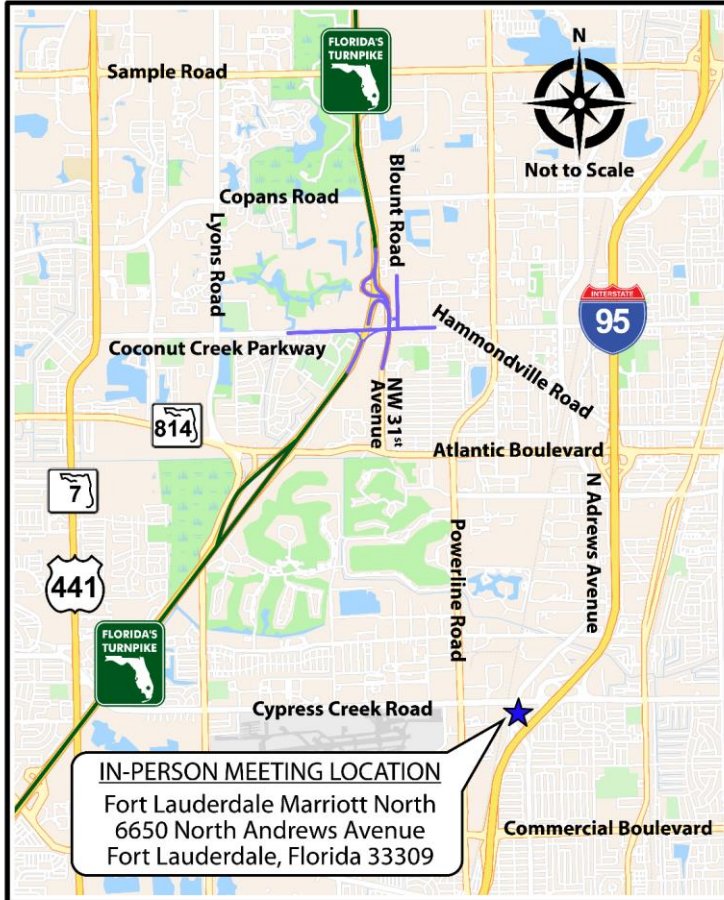 FLORIDA'S
TURNPIKE
N
Sample Road
Not to Scale
Blount Road
Copans Road
Lyons Road
INTERSTATE
95
Hammondville Road
Coconut Creek Parkway
NW 31st
Avenue
814
Atlantic Boulevard
7
N Adrews Avenue
Powerline Road
441
FLORIDA'S
TURNPIKE
Cypress Creek Road
IN-PERSON MEETING LOCATION
Fort Lauderdale Marriott North
6650 North Andrews Avenue
Fort Lauderdale, Florida 33309
Commercial Boulevard